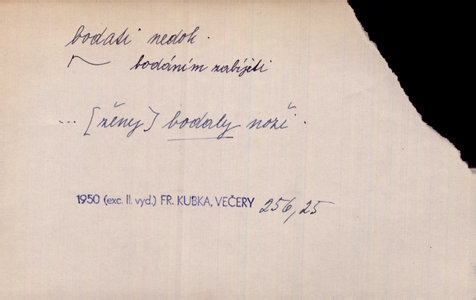 bodati nedok.
bodáním zabíjeti
... [ženy] bodaly noži.
1950 (exc. II. vyd.) FR. KUBKA, VEČERY 256,25